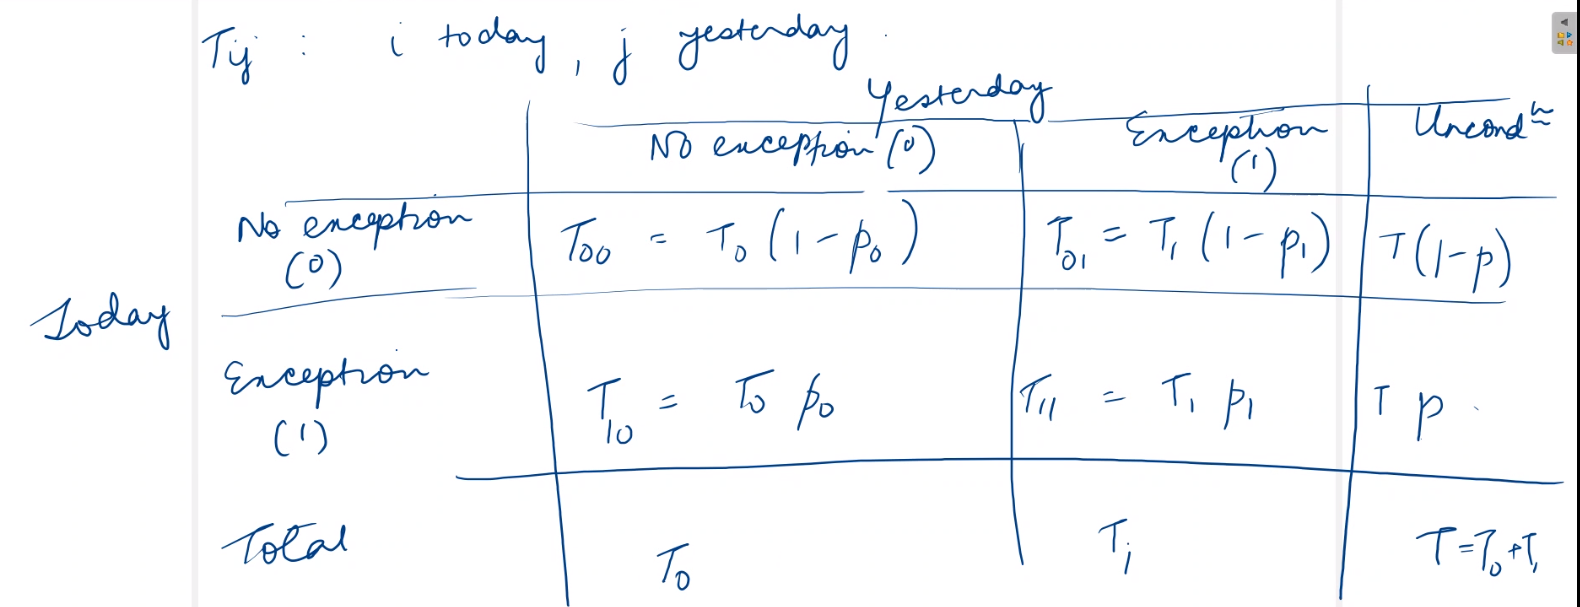 Tij : i today, j yesterday.
Yesterday
No exception (0) Exception (1) Uncond
No exception (0) T00 = T0 (1-p0) T01 = T1 (1-p1) T(1-p)
Today
Exception (1) T10 = T0 p0 T11 = T1 p1 T p
Total T0 T1 T=T0+T1